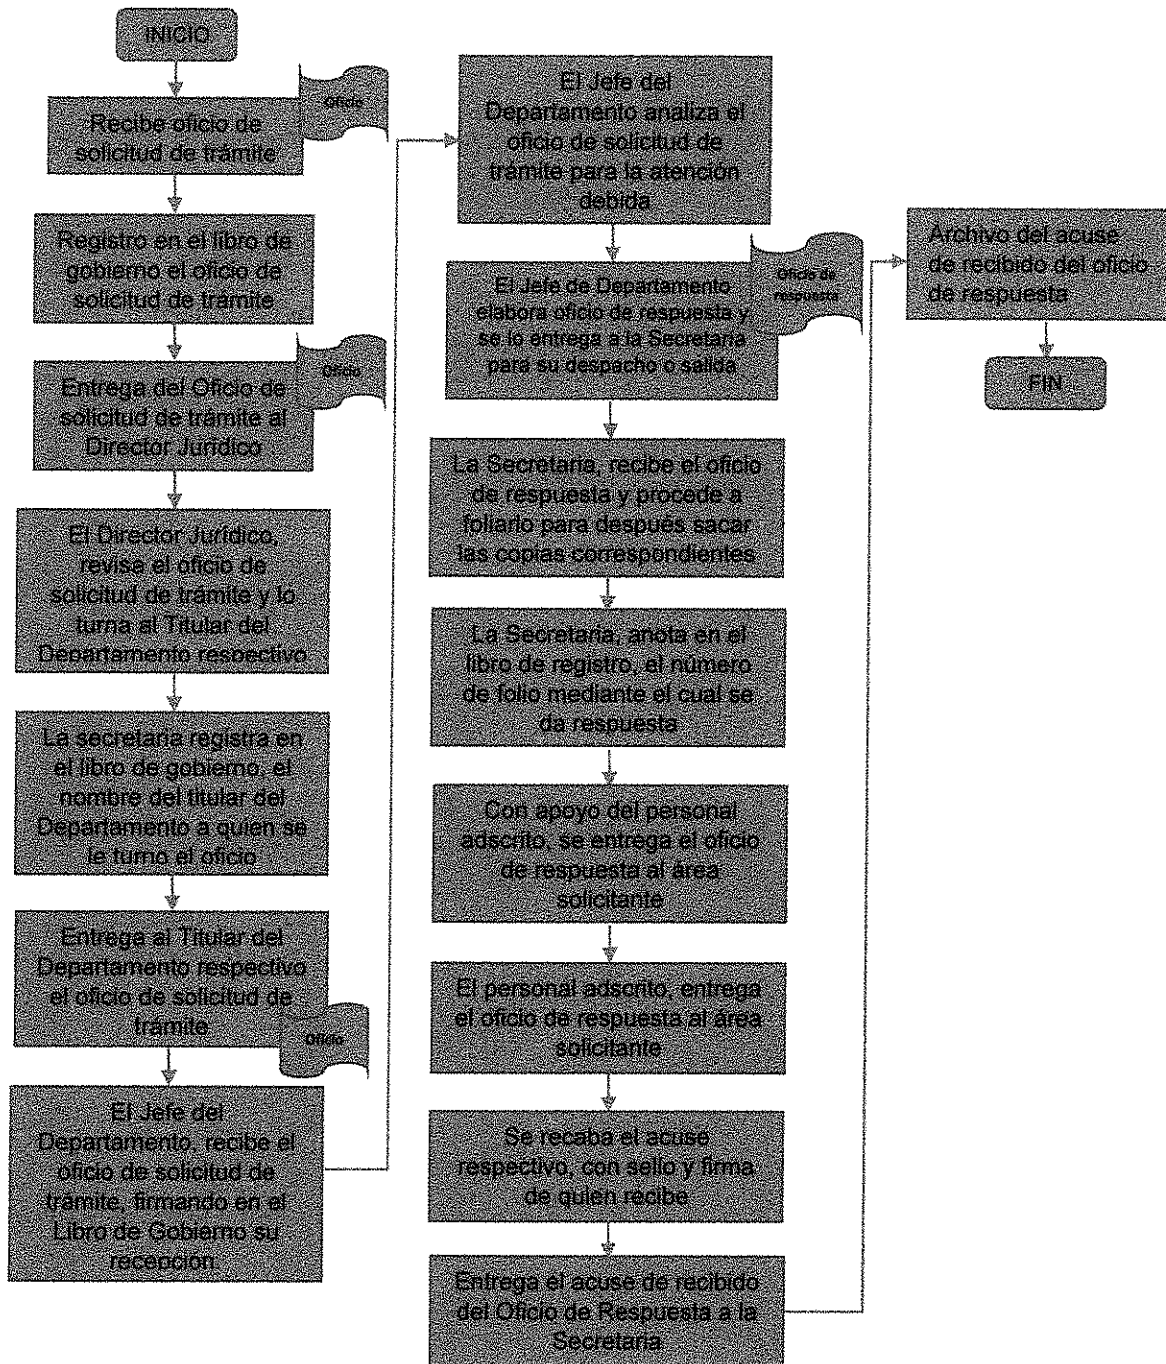 INICIO
Recibe oficio de
solicitud de trámite
Oficio
Registro en el libro de
gobierno el oficio de
solicitud de trámite
Entrega del Oficio de
solicitud de trámite al
Director Jurídico
Oficio
El Director Jurídico,
revisa el oficio de
solicitud de trámite y lo
turna al Titular del
Departamento respectivo
La secretaria registra en
el libro de gobierno, el
nombre del titular del
Departamento a quien se
le turno el oficio
Entrega al Titular del
Departamento respectivo
el oficio de solicitud de
trámite
Oficio
El Jefe del
Departamento, recibe el
oficio de solicitud de
trámite, firmando en el
Libro de Gobierno su
recepción.
El Jefe del
Departamento analiza el
oficio de solicitud de
trámite para la atención
debida
El Jefe de Departamento
elabora oficio de respuesta y
se lo entrega a la Secretaria
para su despacho o salida
Oficio de
respuesta
La Secretaria, recibe el oficio
de respuesta y procede a
foliarlo para después sacar
las copias correspondientes
La Secretaria, anota en el
libro de registro, el número
de folio mediante el cual se
da respuesta
Con apoyo del personal
adscrito, se entrega el oficio
de respuesta al área
solicitante
El personal adscrito, entrega
el oficio de respuesta al área
solicitante
Se recaba el acuse
respectivo, con sello y firma
de quien recibe
Entrega el acuse de recibido
del Oficio de Respuesta a la
Secretaria
Archivo del acuse
de recibido del oficio
de respuesta
FIN